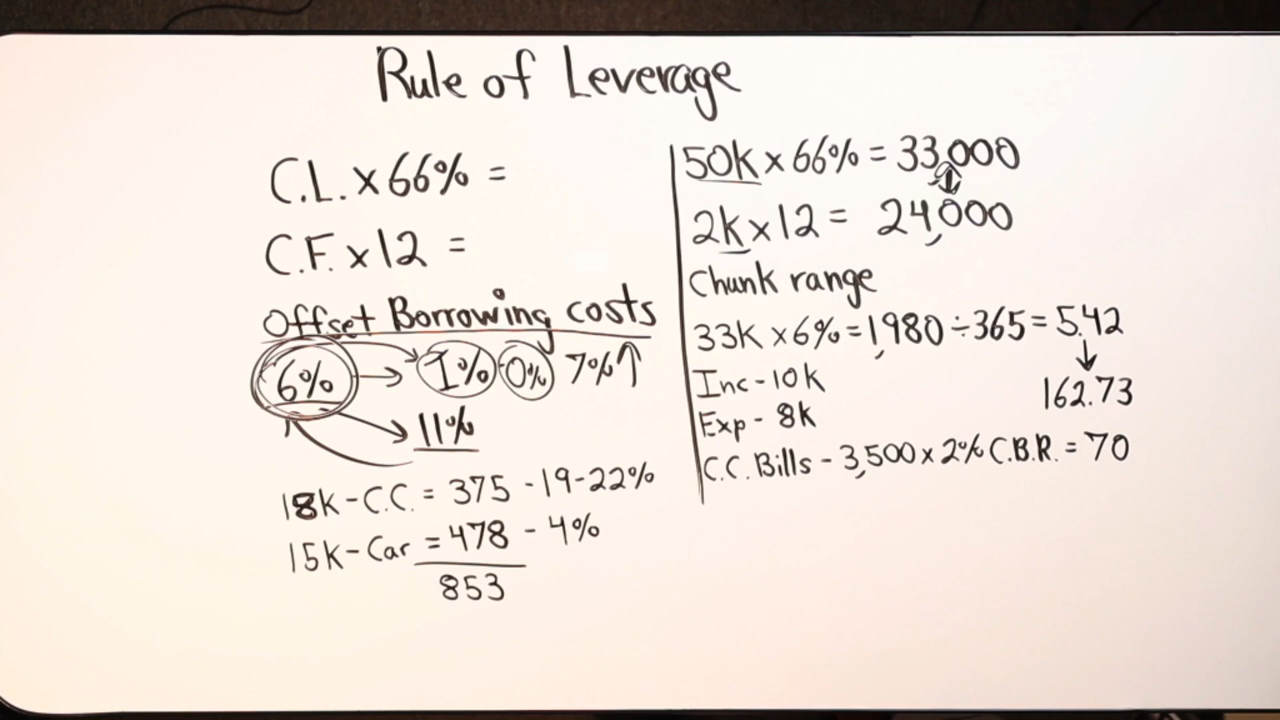 Rule of Leverage
C.L. x 66% =
C.F. x 12 =
Offset Borrowing costs
6% → 1% 0% 7%↑
11%
18K - C.C. = 375 - 19-22%
15K - Car = 478 - 4%
853
50K x 66% = 33,000
2K x 12 = 24,000
Chunk range
33K x 6% = 1,980 ÷ 365 = 5.42
Inc - 10K
162.73
Exp - 8K
C.C. Bills - 3,500 x 2% C.B.R. = 70